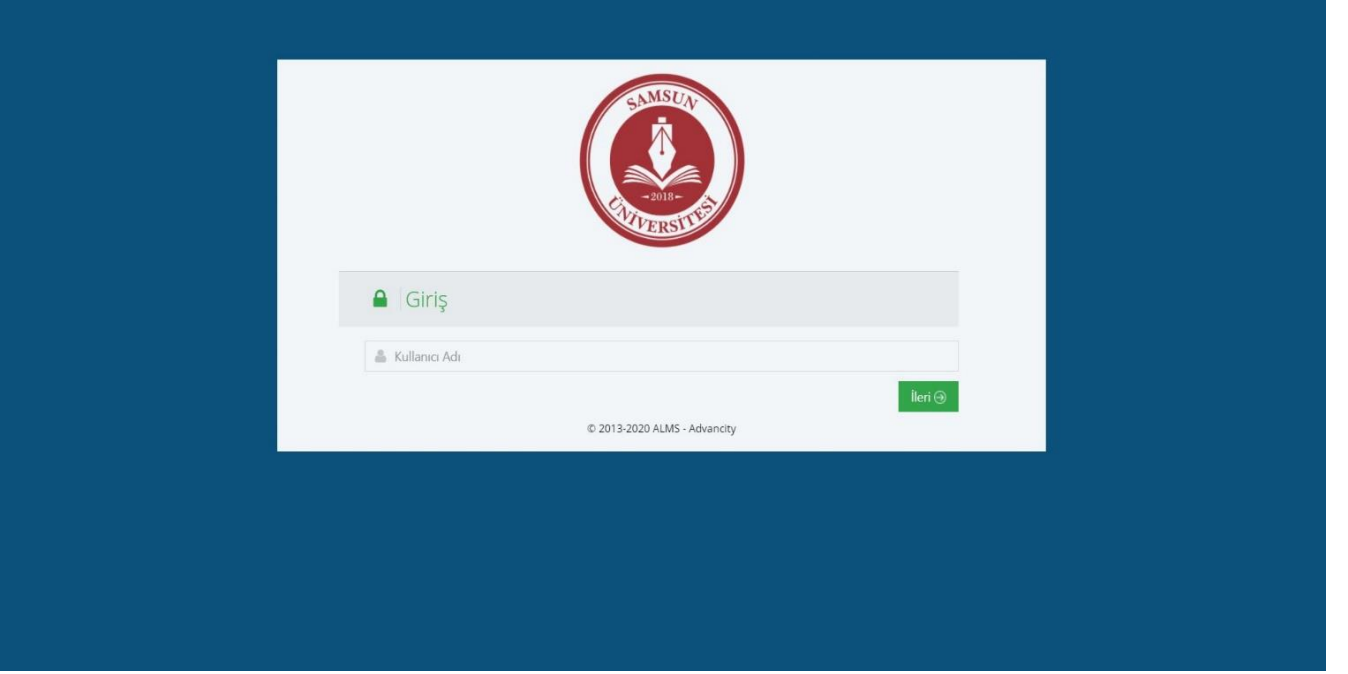 SAMSUN
2018
ÜNİVERSİTESİ
Giriş
Kullanıcı Adı
İleri
© 2013-2020 ALMS - Advancity